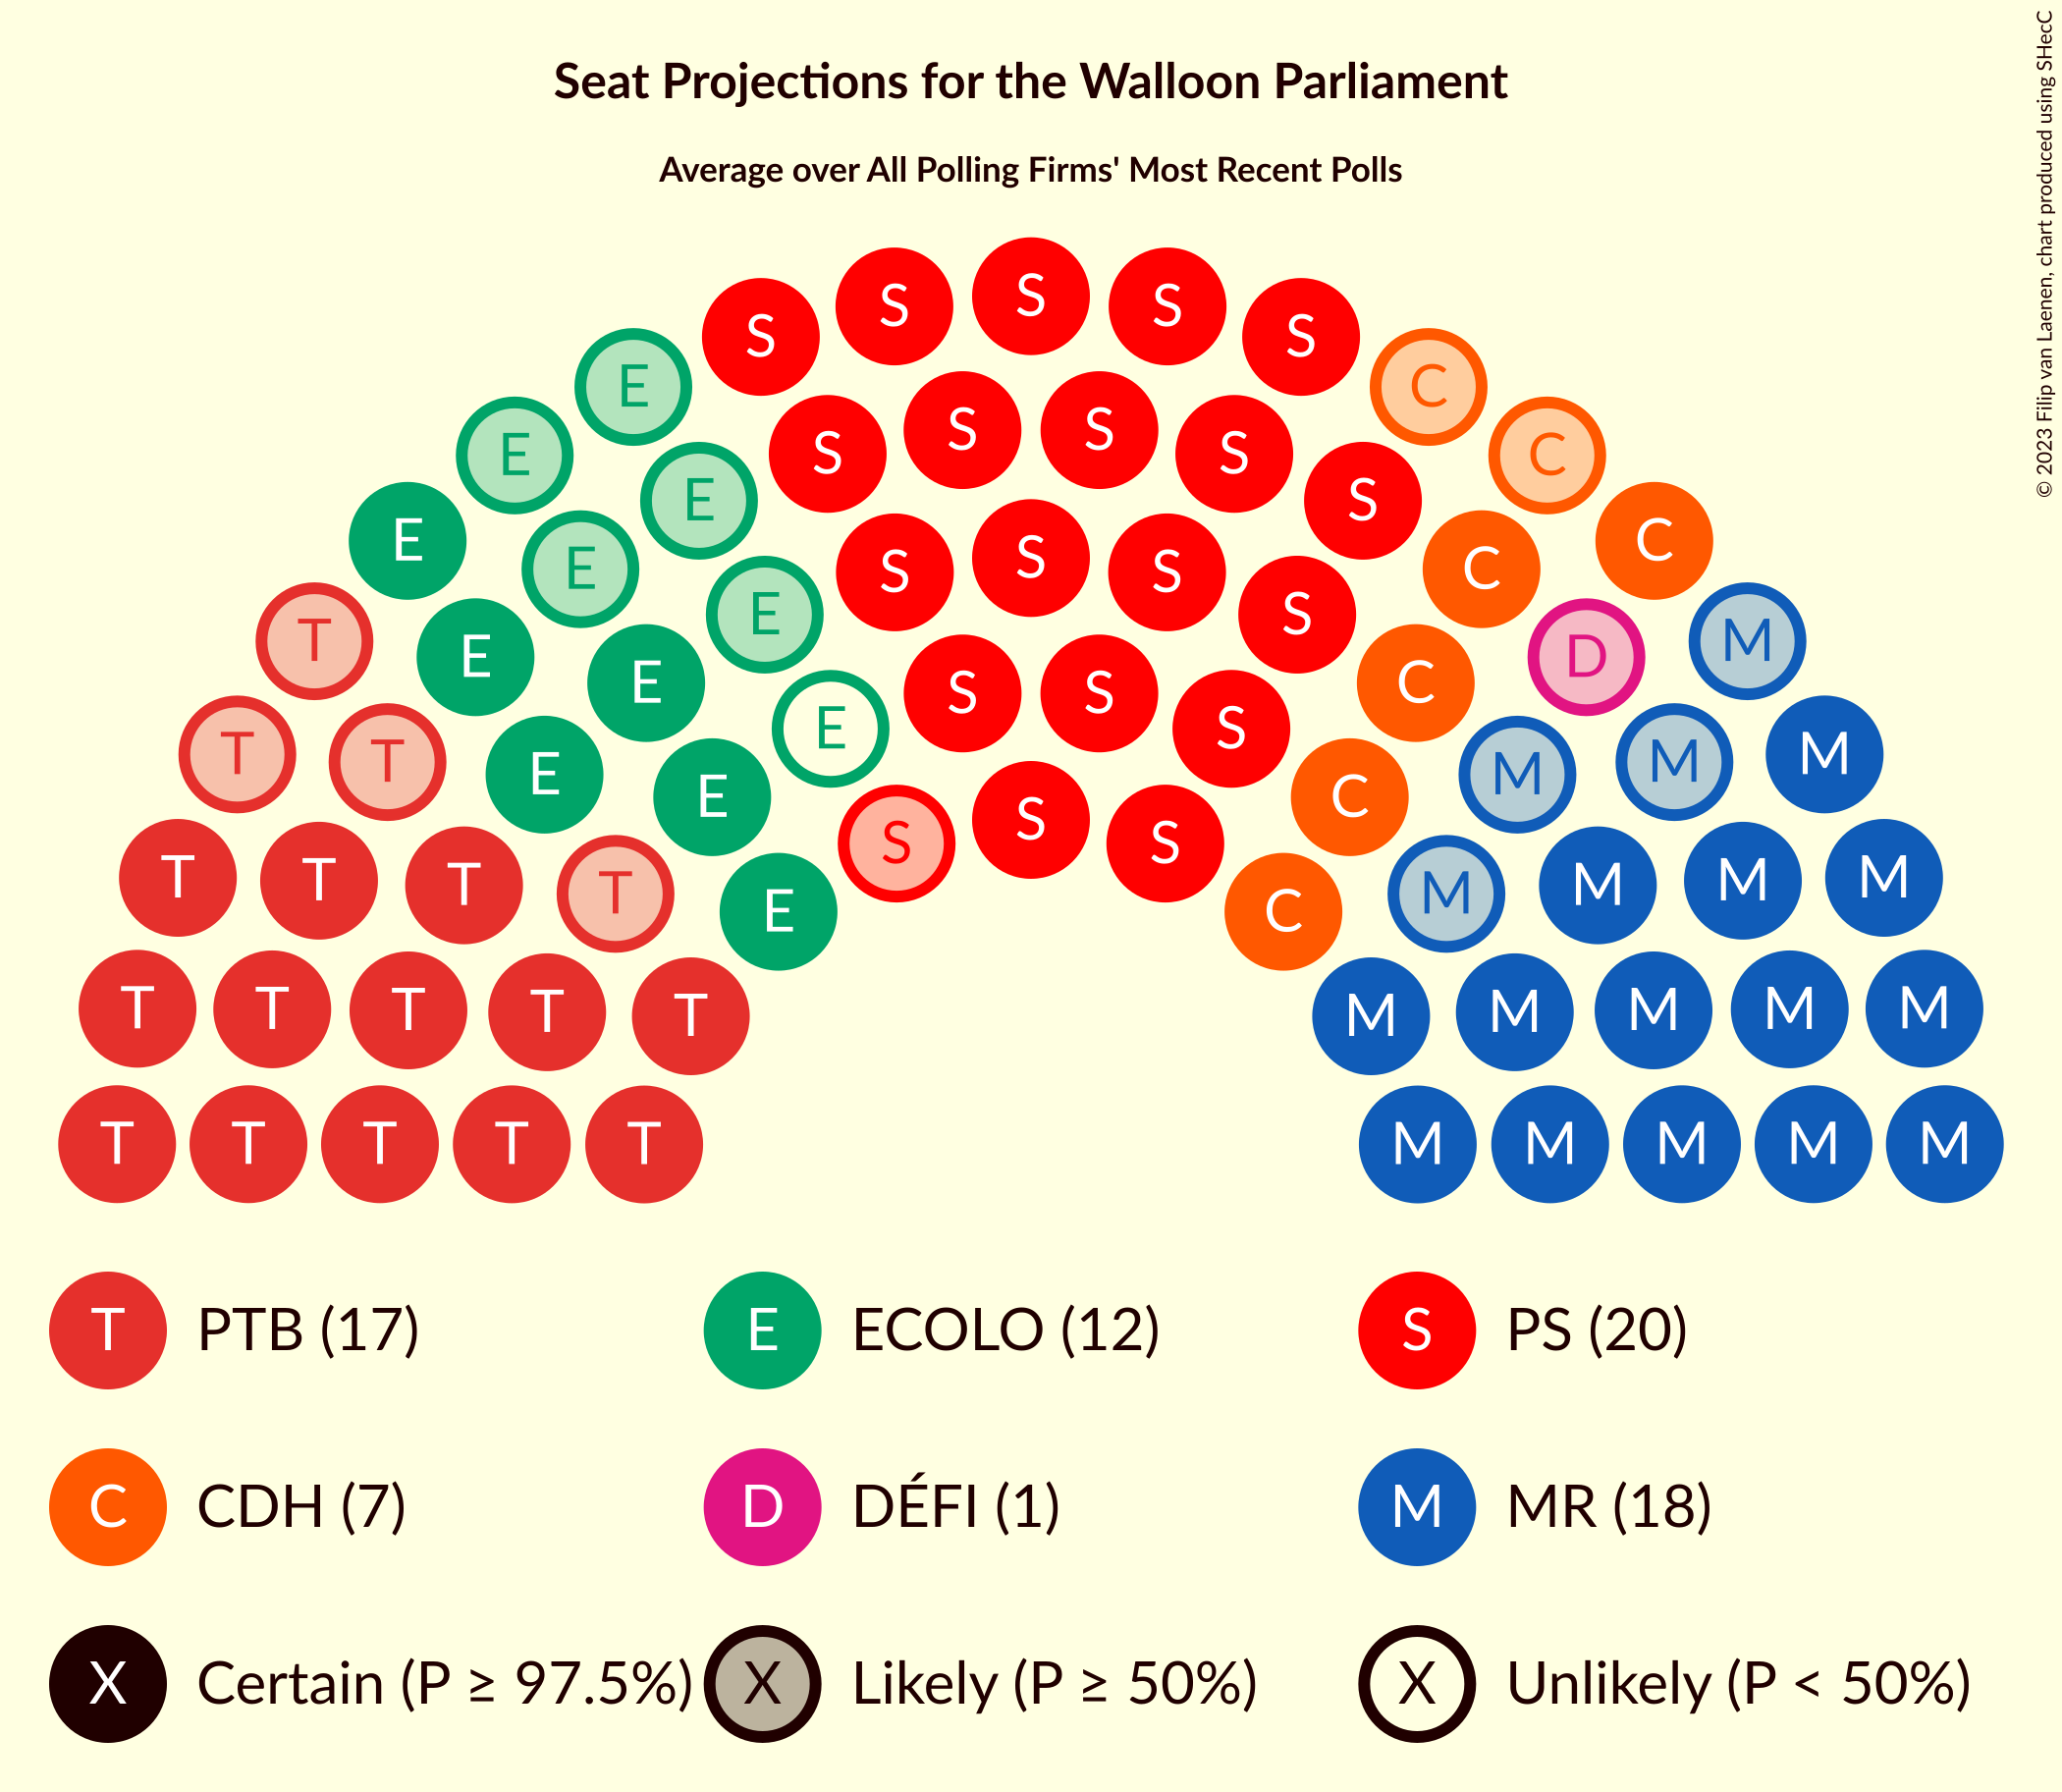 Seat Projections for the Walloon Parliament
Average over All Polling Firms' Most Recent Polls
© 2023 Filip van Laenen, chart produced using SHecC
S
S S
S S
E C
E S S C
S S
E S C
E C
E S C
S S
E S
T E D M
E C
E S S
T E S M
T M M
E C
S
T E S S M
T T M
T T C M
E M M
T T T T M M M M
T M
T T T T T M M M M M
T PTB (17) E ECOLO (12) S PS (20)
C CDH (7) D DÉFI (1) M MR (18)
X Certain (P ≥ 97.5%) X Likely (P ≥ 50%) X Unlikely (P < 50%)